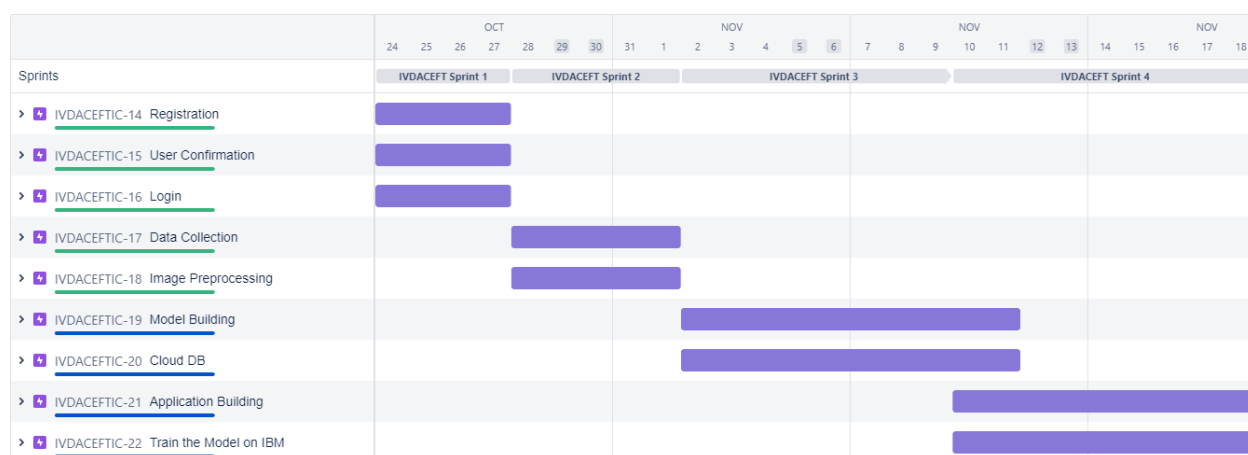 OCT NOV NOV NOV
24 25 26 27 28 29 30 31 1 2 3 4 5 6 7 8 9 10 11 12 13 14 15 16 17 18
Sprints IVDACEFT Sprint 1 IVDACEFT Sprint 2 IVDACEFT Sprint 3 IVDACEFT Sprint 4
IVDACEFTIC-14 Registration
IVDACEFTIC-15 User Confirmation
IVDACEFTIC-16 Login
IVDACEFTIC-17 Data Collection
IVDACEFTIC-18 Image Preprocessing
IVDACEFTIC-19 Model Building
IVDACEFTIC-20 Cloud DB
IVDACEFTIC-21 Application Building
IVDACEFTIC-22 Train the Model on IBM